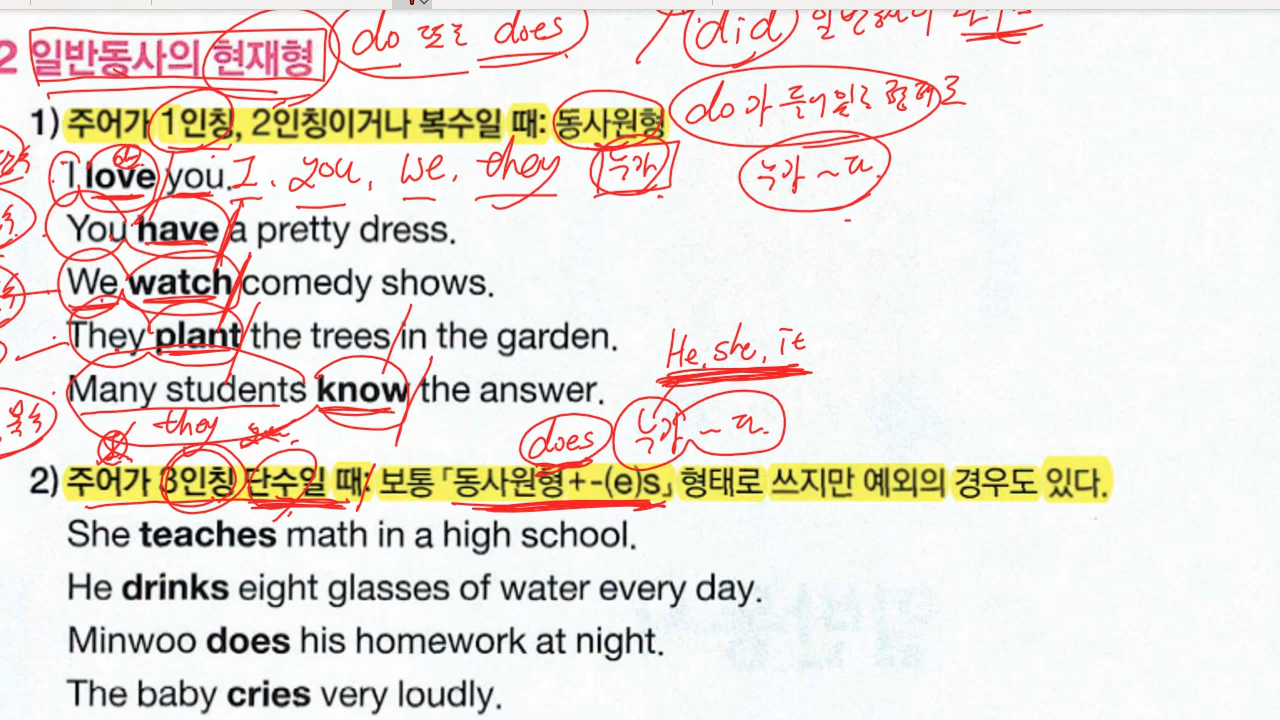 2 일반동사의 현재형 do 또는 does did 일반동사
do가 들어있는 형태로
1) 주어가 1인칭, 2인칭이거나 복수일 때: 동사원형
I love you. I, you, we, they 누가 누가 ~다.
You have a pretty dress.
We watch comedy shows.
They plant the trees in the garden.
He, she, it
Many students know the answer.
they does 누가 ~다.
2) 주어가 3인칭 단수일 때: 보통 「동사원형+-(e)s」 형태로 쓰지만 예외의 경우도 있다.
She teaches math in a high school.
He drinks eight glasses of water every day.
Minwoo does his homework at night.
The baby cries very loudly.